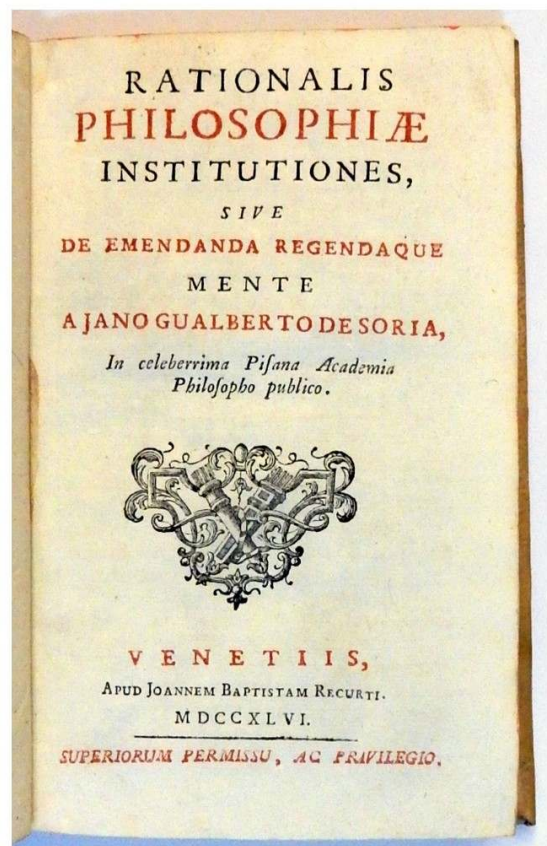 RATIONALIS
PHILOSOPHIÆ
INSTITUTIONES,
SIVE
DE EMENDANDA REGENDAQUE
MENTE
A JANO GUALBERTO DE SORIA,
In celeberrima Piſana Academia
Philoſopho publico.
VENETIIS,
APUD JOANNEM BAPTISTAM RECURTI.
MDCCXLVI.
SUPERIORUM PERMISSU, AC PRIVILEGIO.